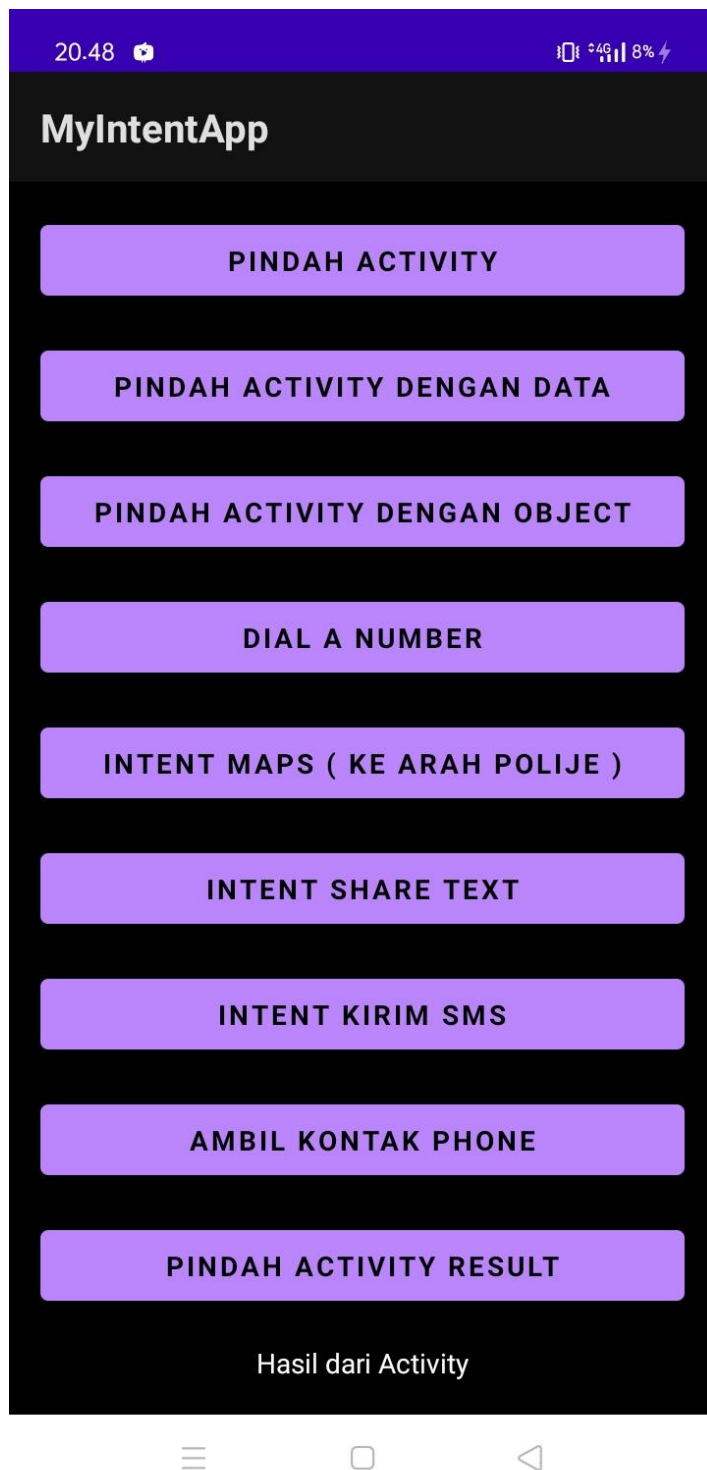 20.48
4G 8%
MyIntentApp
PINDAH ACTIVITY
PINDAH ACTIVITY DENGAN DATA
PINDAH ACTIVITY DENGAN OBJECT
DIAL A NUMBER
INTENT MAPS ( KE ARAH POLIJE )
INTENT SHARE TEXT
INTENT KIRIM SMS
AMBIL KONTAK PHONE
PINDAH ACTIVITY RESULT
Hasil dari Activity